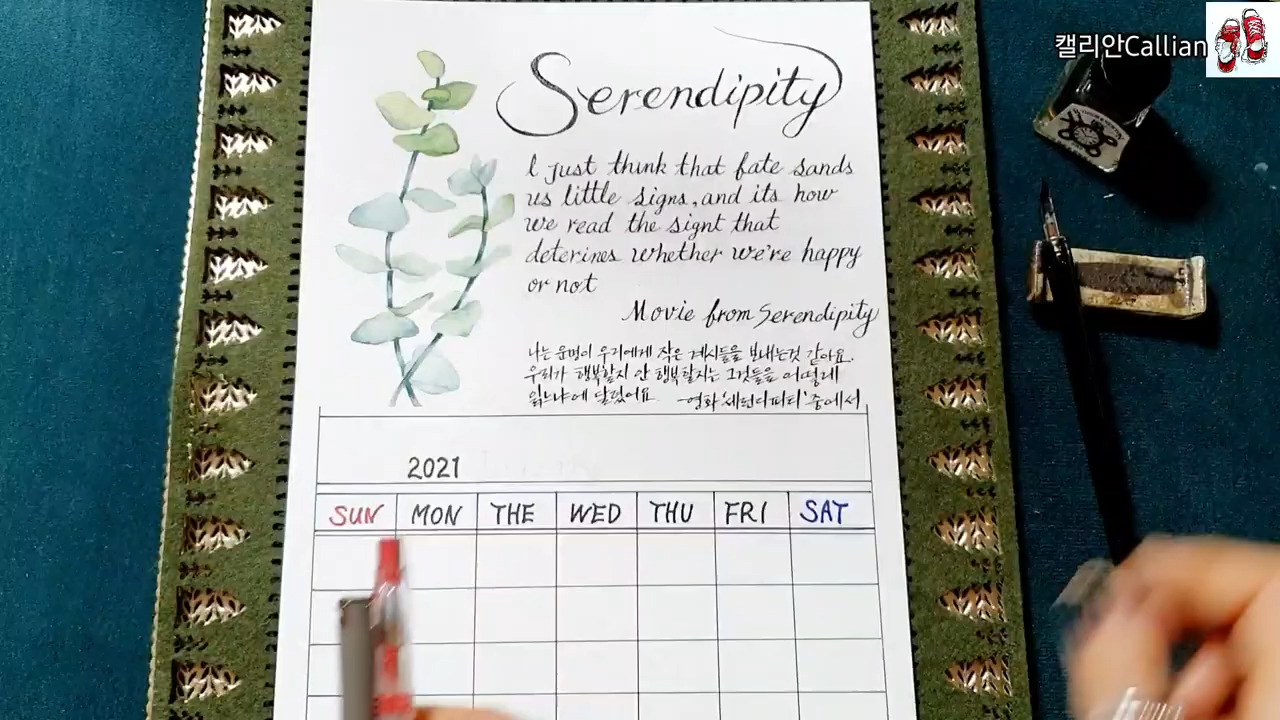 캘리안Callian
Serendipity
I just think that fate sands
us little signs, and its how
we read the signt that
deterines whether we're happy
or not
Movie from Serendipity
나는 운명이 우리에게 작은 계시들을 보내는것 같아요.
우리가 행복할지 안 행복할지는 그것들을 어떻게
읽느냐에 달렸어요.
-영화 '세런디피티' 중에서
2021
SUN MON THE WED THU FRI SAT